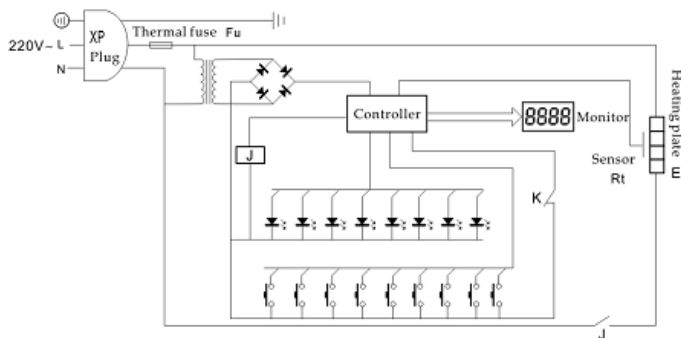 XP
Plug
Thermal fuse Fu
220V~ L
N
Controller
8888
Monitor
Heating plate
E
Sensor
Rt
J
K
J